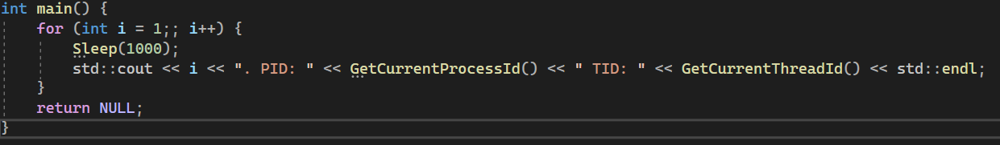 int main() {
    for (int i = 1;; i++) {
        Sleep(1000);
        std::cout << i << ". PID: " << GetCurrentProcessId() << " TID: " << GetCurrentThreadId() << std::endl;
    }
    return NULL;
}